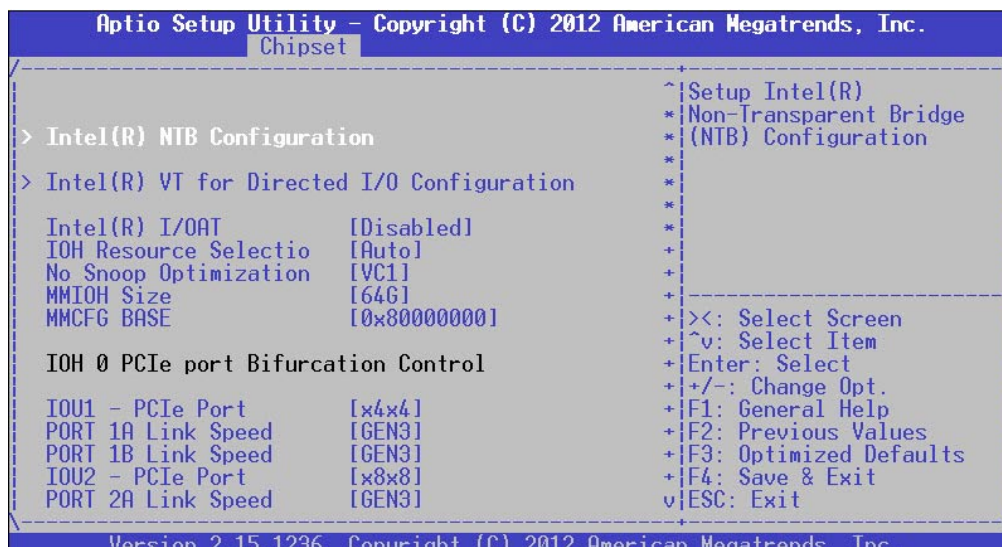 Aptio Setup Utility - Copyright (C) 2012 American Megatrends, Inc.
Chipset
> Intel(R) NTB Configuration
> Intel(R) VT for Directed I/O Configuration
Intel(R) I/OAT [Disabled]
IOH Resource Selectio [Auto]
No Snoop Optimization [VC1]
MMIOH Size [64G]
MMCFG BASE [0x80000000]
IOH 0 PCIe port Bifurcation Control
IOU1 - PCIe Port [x4x4]
PORT 1A Link Speed [GEN3]
PORT 1B Link Speed [GEN3]
IOU2 - PCIe Port [x8x8]
PORT 2A Link Speed [GEN3]
Setup Intel(R)
Non-Transparent Bridge
(NTB) Configuration
><: Select Screen
^v: Select Item
Enter: Select
+/-: Change Opt.
F1: General Help
F2: Previous Values
F3: Optimized Defaults
F4: Save & Exit
ESC: Exit
Version 2.15.1236. Copyright (C) 2012 American Megatrends, Inc.